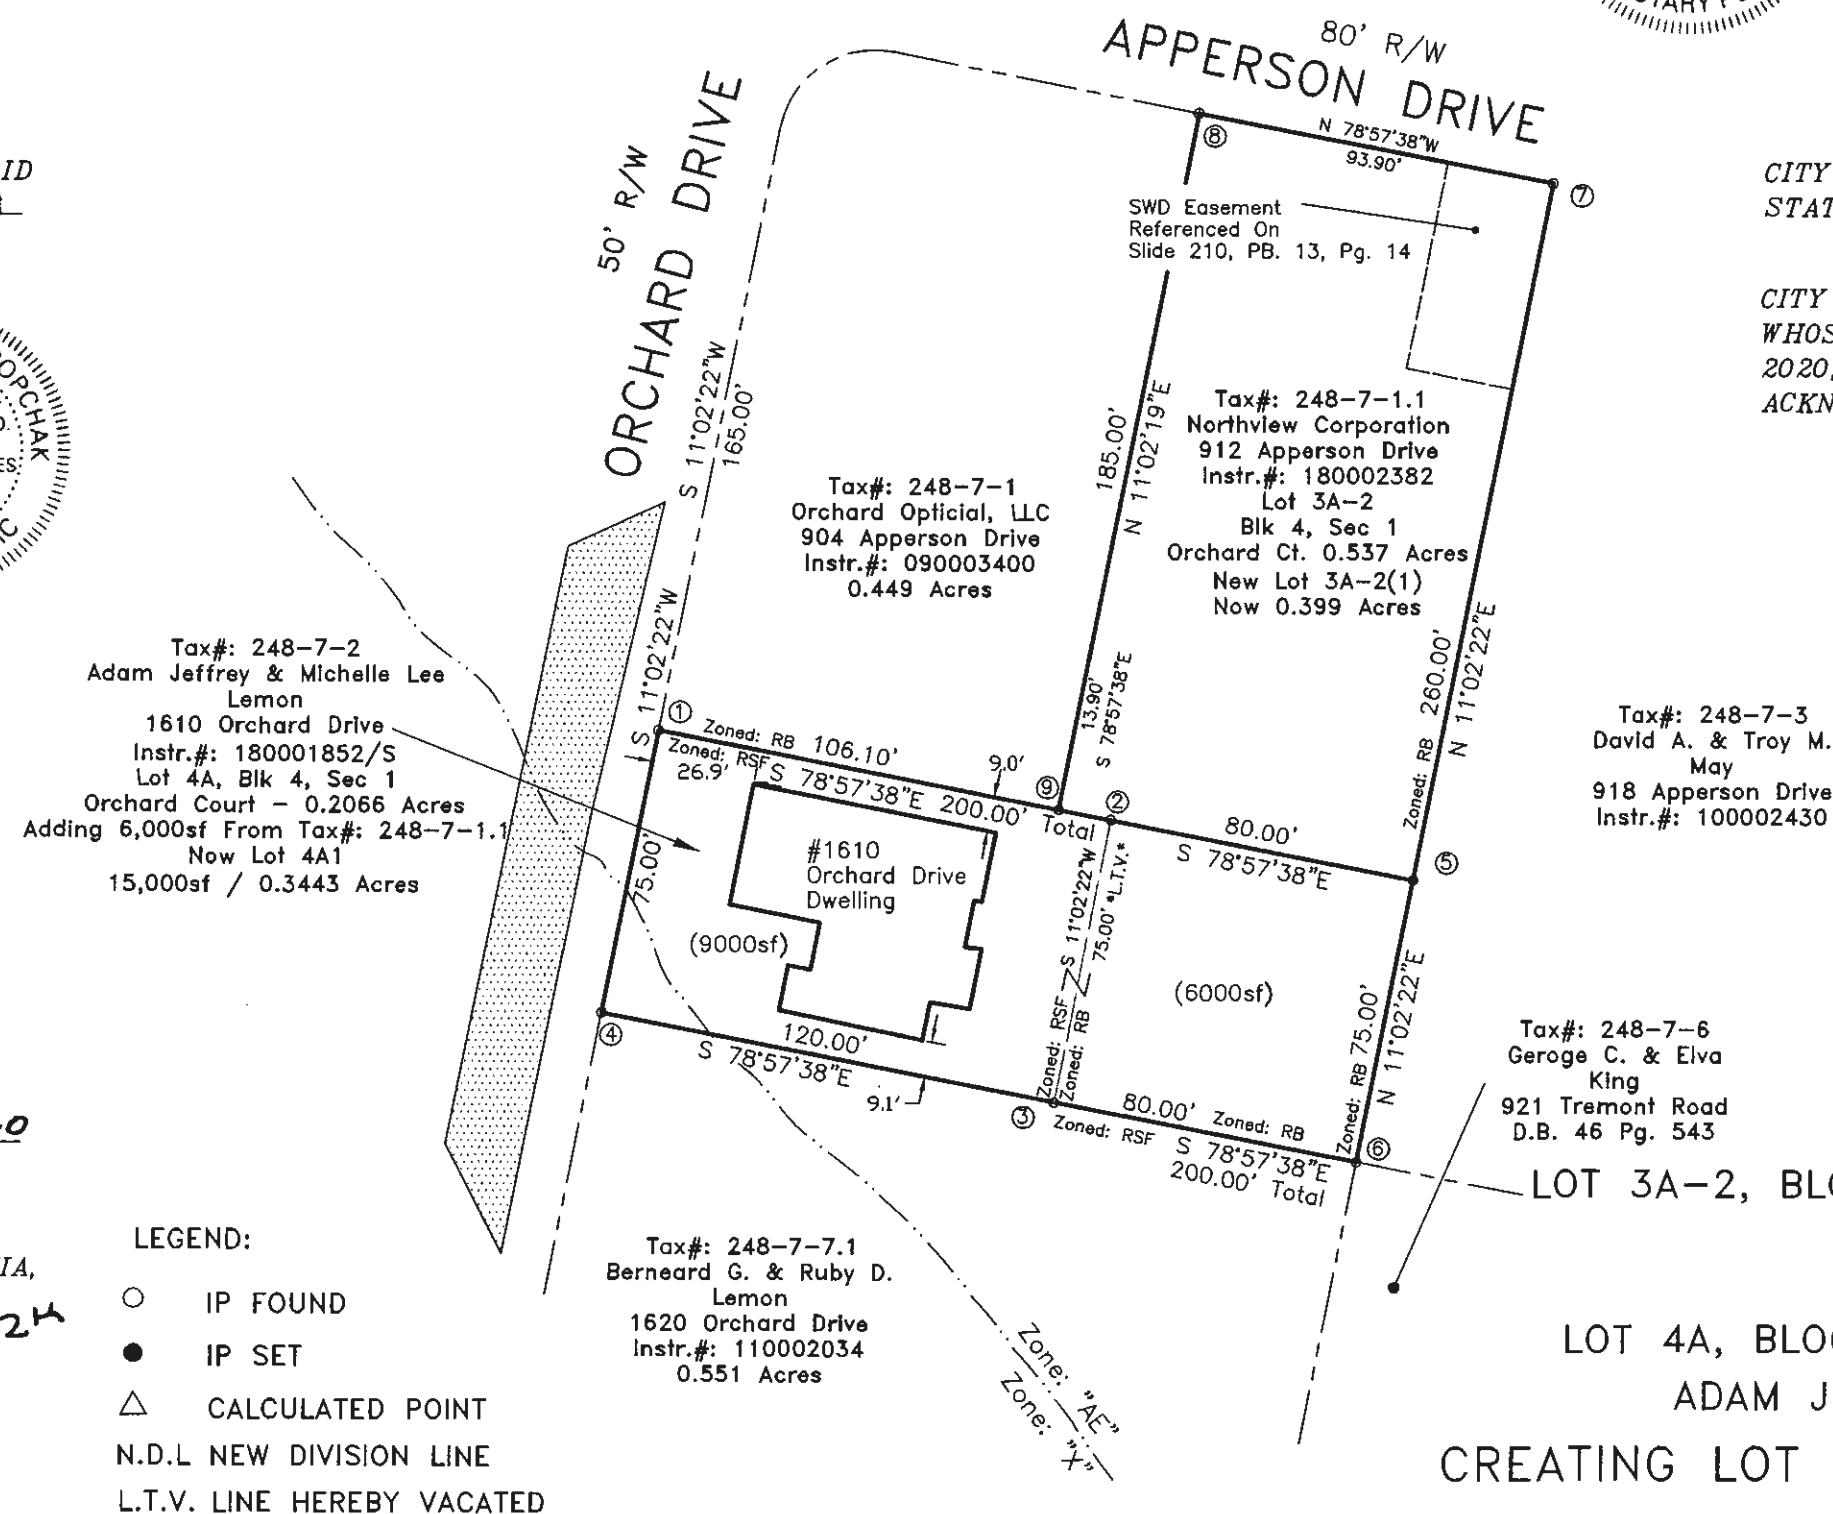 TARY P
80' R/W
APPERSON DRIVE
N 78°57'38"W
93.90'
⑧
⑦
50' R/W
ORCHARD DRIVE
ID
CITY
STAT
CITY
WHOS
2020,
ACKN
OPCHAK
SWD Easement
Referenced On
Slide 210, PB. 13, Pg. 14
S 11°02'22"W
165.00'
185.00'
N 11°02'19"E
Tax#: 248-7-1.1
Northview Corporation
912 Apperson Drive
Instr.#: 180002382
Lot 3A-2
Blk 4, Sec 1
Orchard Ct. 0.537 Acres
New Lot 3A-2(1)
Now 0.399 Acres
Tax#: 248-7-1
Orchard Opticial, LLC
904 Apperson Drive
Instr.#: 090003400
0.449 Acres
S 11°02'22"W
Tax#: 248-7-2
Adam Jeffrey & Michelle Lee
Lemon
1610 Orchard Drive
Instr.#: 180001852/S
Lot 4A, Blk 4, Sec 1
Orchard Court - 0.2066 Acres
Adding 6,000sf From Tax#: 248-7-1.1
Now Lot 4A1
15,000sf / 0.3443 Acres
13.90'
S 78°57'38"E
260.00'
N 11°02'22"E
Zoned: RB
Tax#: 248-7-3
David A. & Troy M.
May
918 Apperson Drive
Instr.#: 100002430
①
Zoned: RB 106.10'
Zoned: RSF
26.9'
S 78°57'38"E 200.00' Total
9.0'
⑨
②
80.00'
S 78°57'38"E
⑤
75.00'
#1610
Orchard Drive
Dwelling
(9000sf)
S 11°02'22"W
75.00' *L.T.V.*
Zoned: RSF
Zoned: RB
(6000sf)
Zoned: RB 75.00'
N 11°02'22"E
④
120.00'
S 78°57'38"E
9.1'
③
80.00' Zoned: RB
Zoned: RSF S 78°57'38"E
200.00' Total
⑥
Tax#: 248-7-6
Geroge C. & Elva
King
921 Tremont Road
D.B. 46 Pg. 543
LOT 3A-2, BLO
Tax#: 248-7-7.1
Berneard G. & Ruby D.
Lemon
1620 Orchard Drive
Instr.#: 110002034
0.551 Acres
Zone: "AE"
Zone: "X"
IA,
LEGEND:
IP FOUND
IP SET
CALCULATED POINT
N.D.L NEW DIVISION LINE
L.T.V. LINE HEREBY VACATED
LOT 4A, BLOC
ADAM J
CREATING LOT